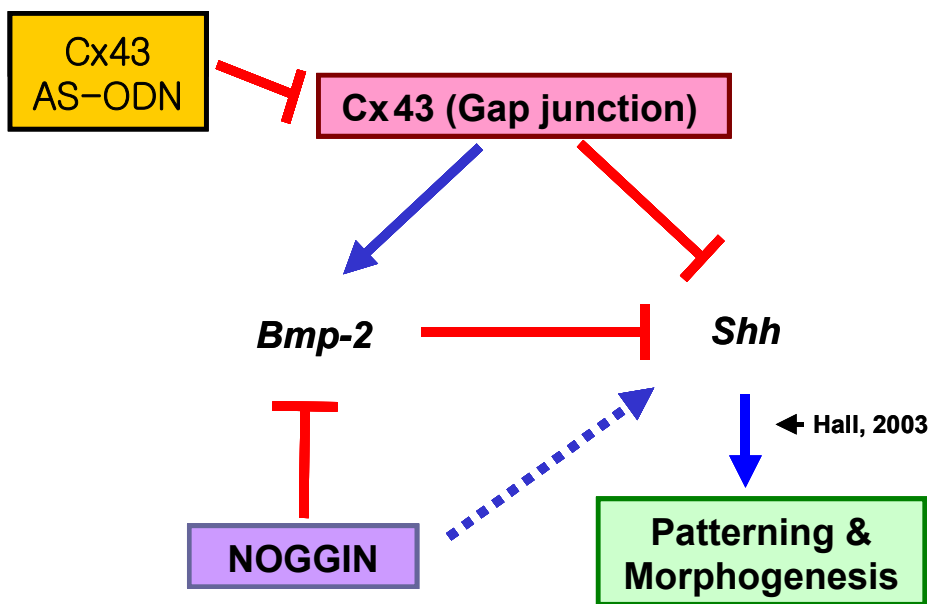 Cx43
AS-ODN
Cx43 (Gap junction)
Bmp-2
Shh
Hall, 2003
NOGGIN
Patterning &
Morphogenesis